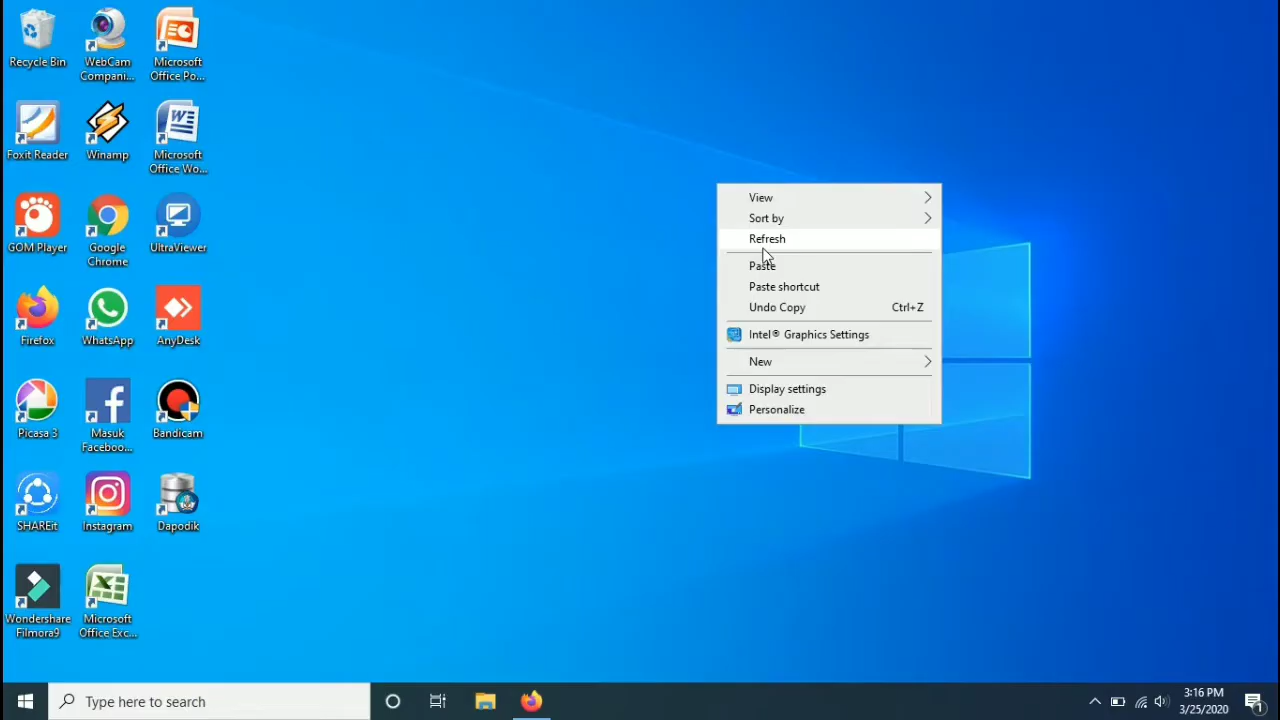 Recycle Bin
WebCam
Compani...
Microsoft
Office Po...
Foxit Reader
Winamp
Microsoft
Office Wo...
GOM Player
Google
Chrome
UltraViewer
Firefox
WhatsApp
AnyDesk
Picasa 3
Masuk
Faceboo...
Bandicam
SHAREit
Instagram
Dapodik
Wondershare
Filmora9
Microsoft
Office Exc...
View
Sort by
Refresh
Paste
Paste shortcut
Undo Copy Ctrl+Z
Intel® Graphics Settings
New
Display settings
Personalize
Type here to search
3:16 PM
3/25/2020
1